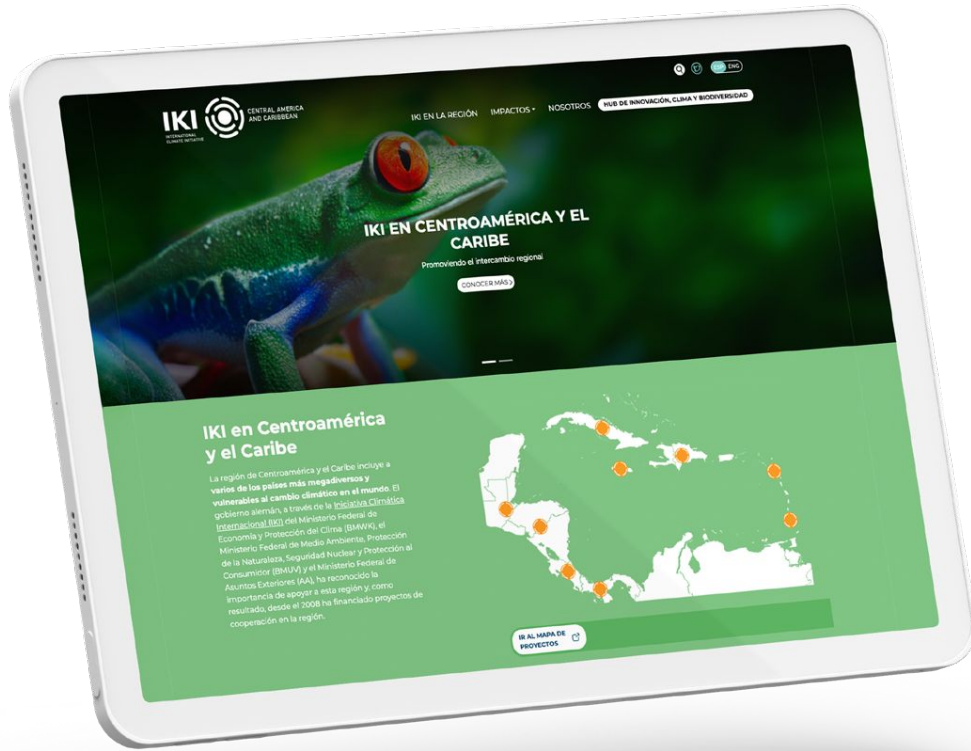 ESP ENG
IKI
INTERNATIONAL
CLIMATE INITIATIVE
CENTRAL AMERICA
AND CARIBBEAN
IKI EN LA REGIÓN IMPACTOS NOSOTROS HUB DE INNOVACIÓN, CLIMA Y BIODIVERSIDAD
IKI EN CENTROAMÉRICA Y EL
CARIBE
Promoviendo el intercambio regional
CONOCER MÁS
IKI en Centroamérica
y el Caribe
La región de Centroamérica y el Caribe incluye a
varios de los países más megadiversos y
vulnerables al cambio climático en el mundo. El
gobierno alemán, a través de la Iniciativa Climática
Internacional (IKI) del Ministerio Federal de
Economía y Protección del Clima (BMWK), el
Ministerio Federal de Medio Ambiente, Protección
de la Naturaleza, Seguridad Nuclear y Protección al
Consumidor (BMUV) y el Ministerio Federal de
Asuntos Exteriores (AA), ha reconocido la
importancia de apoyar a esta región y, como
resultado, desde el 2008 ha financiado proyectos de
cooperación en la región.
IR AL MAPA DE
PROYECTOS